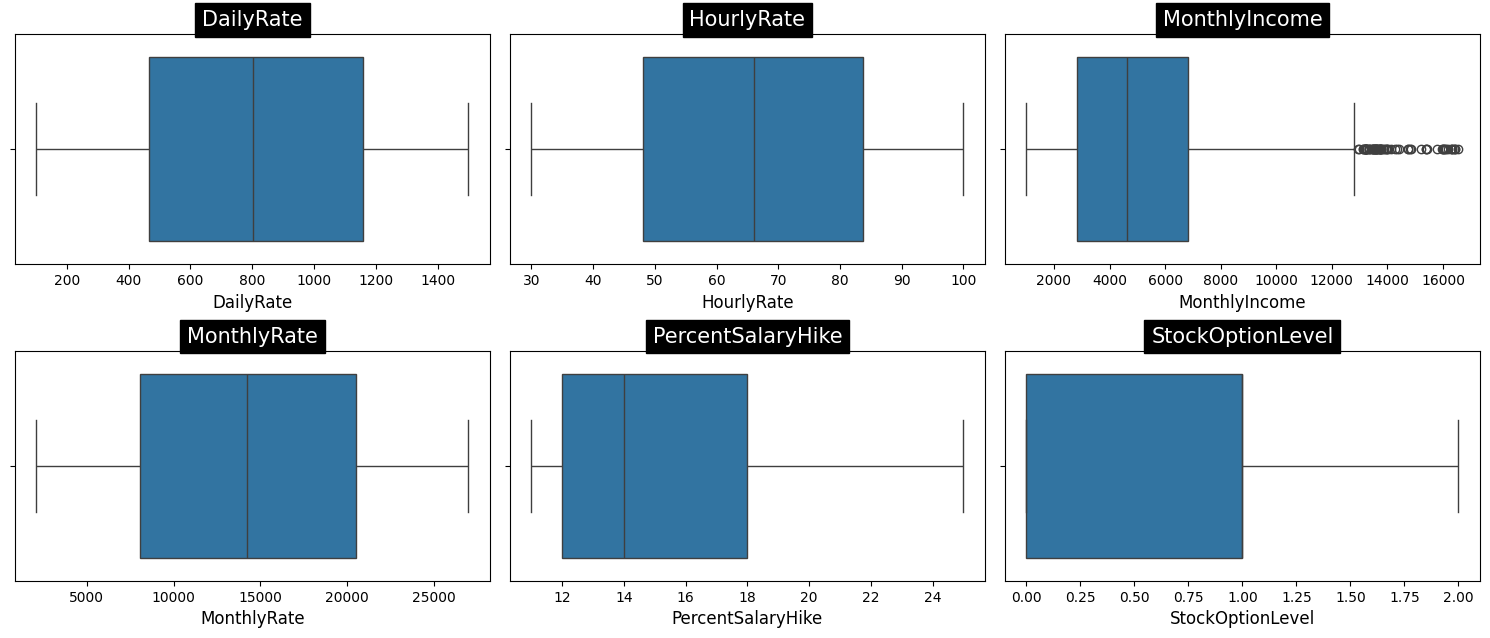 DailyRate
HourlyRate
MonthlyIncome
200 400 600 800 1000 1200 1400
30 40 50 60 70 80 90 100
2000 4000 6000 8000 10000 12000 14000 16000
DailyRate
HourlyRate
MonthlyIncome
MonthlyRate
PercentSalaryHike
StockOptionLevel
5000 10000 15000 20000 25000
12 14 16 18 20 22 24
0.00 0.25 0.50 0.75 1.00 1.25 1.50 1.75 2.00
MonthlyRate
PercentSalaryHike
StockOptionLevel